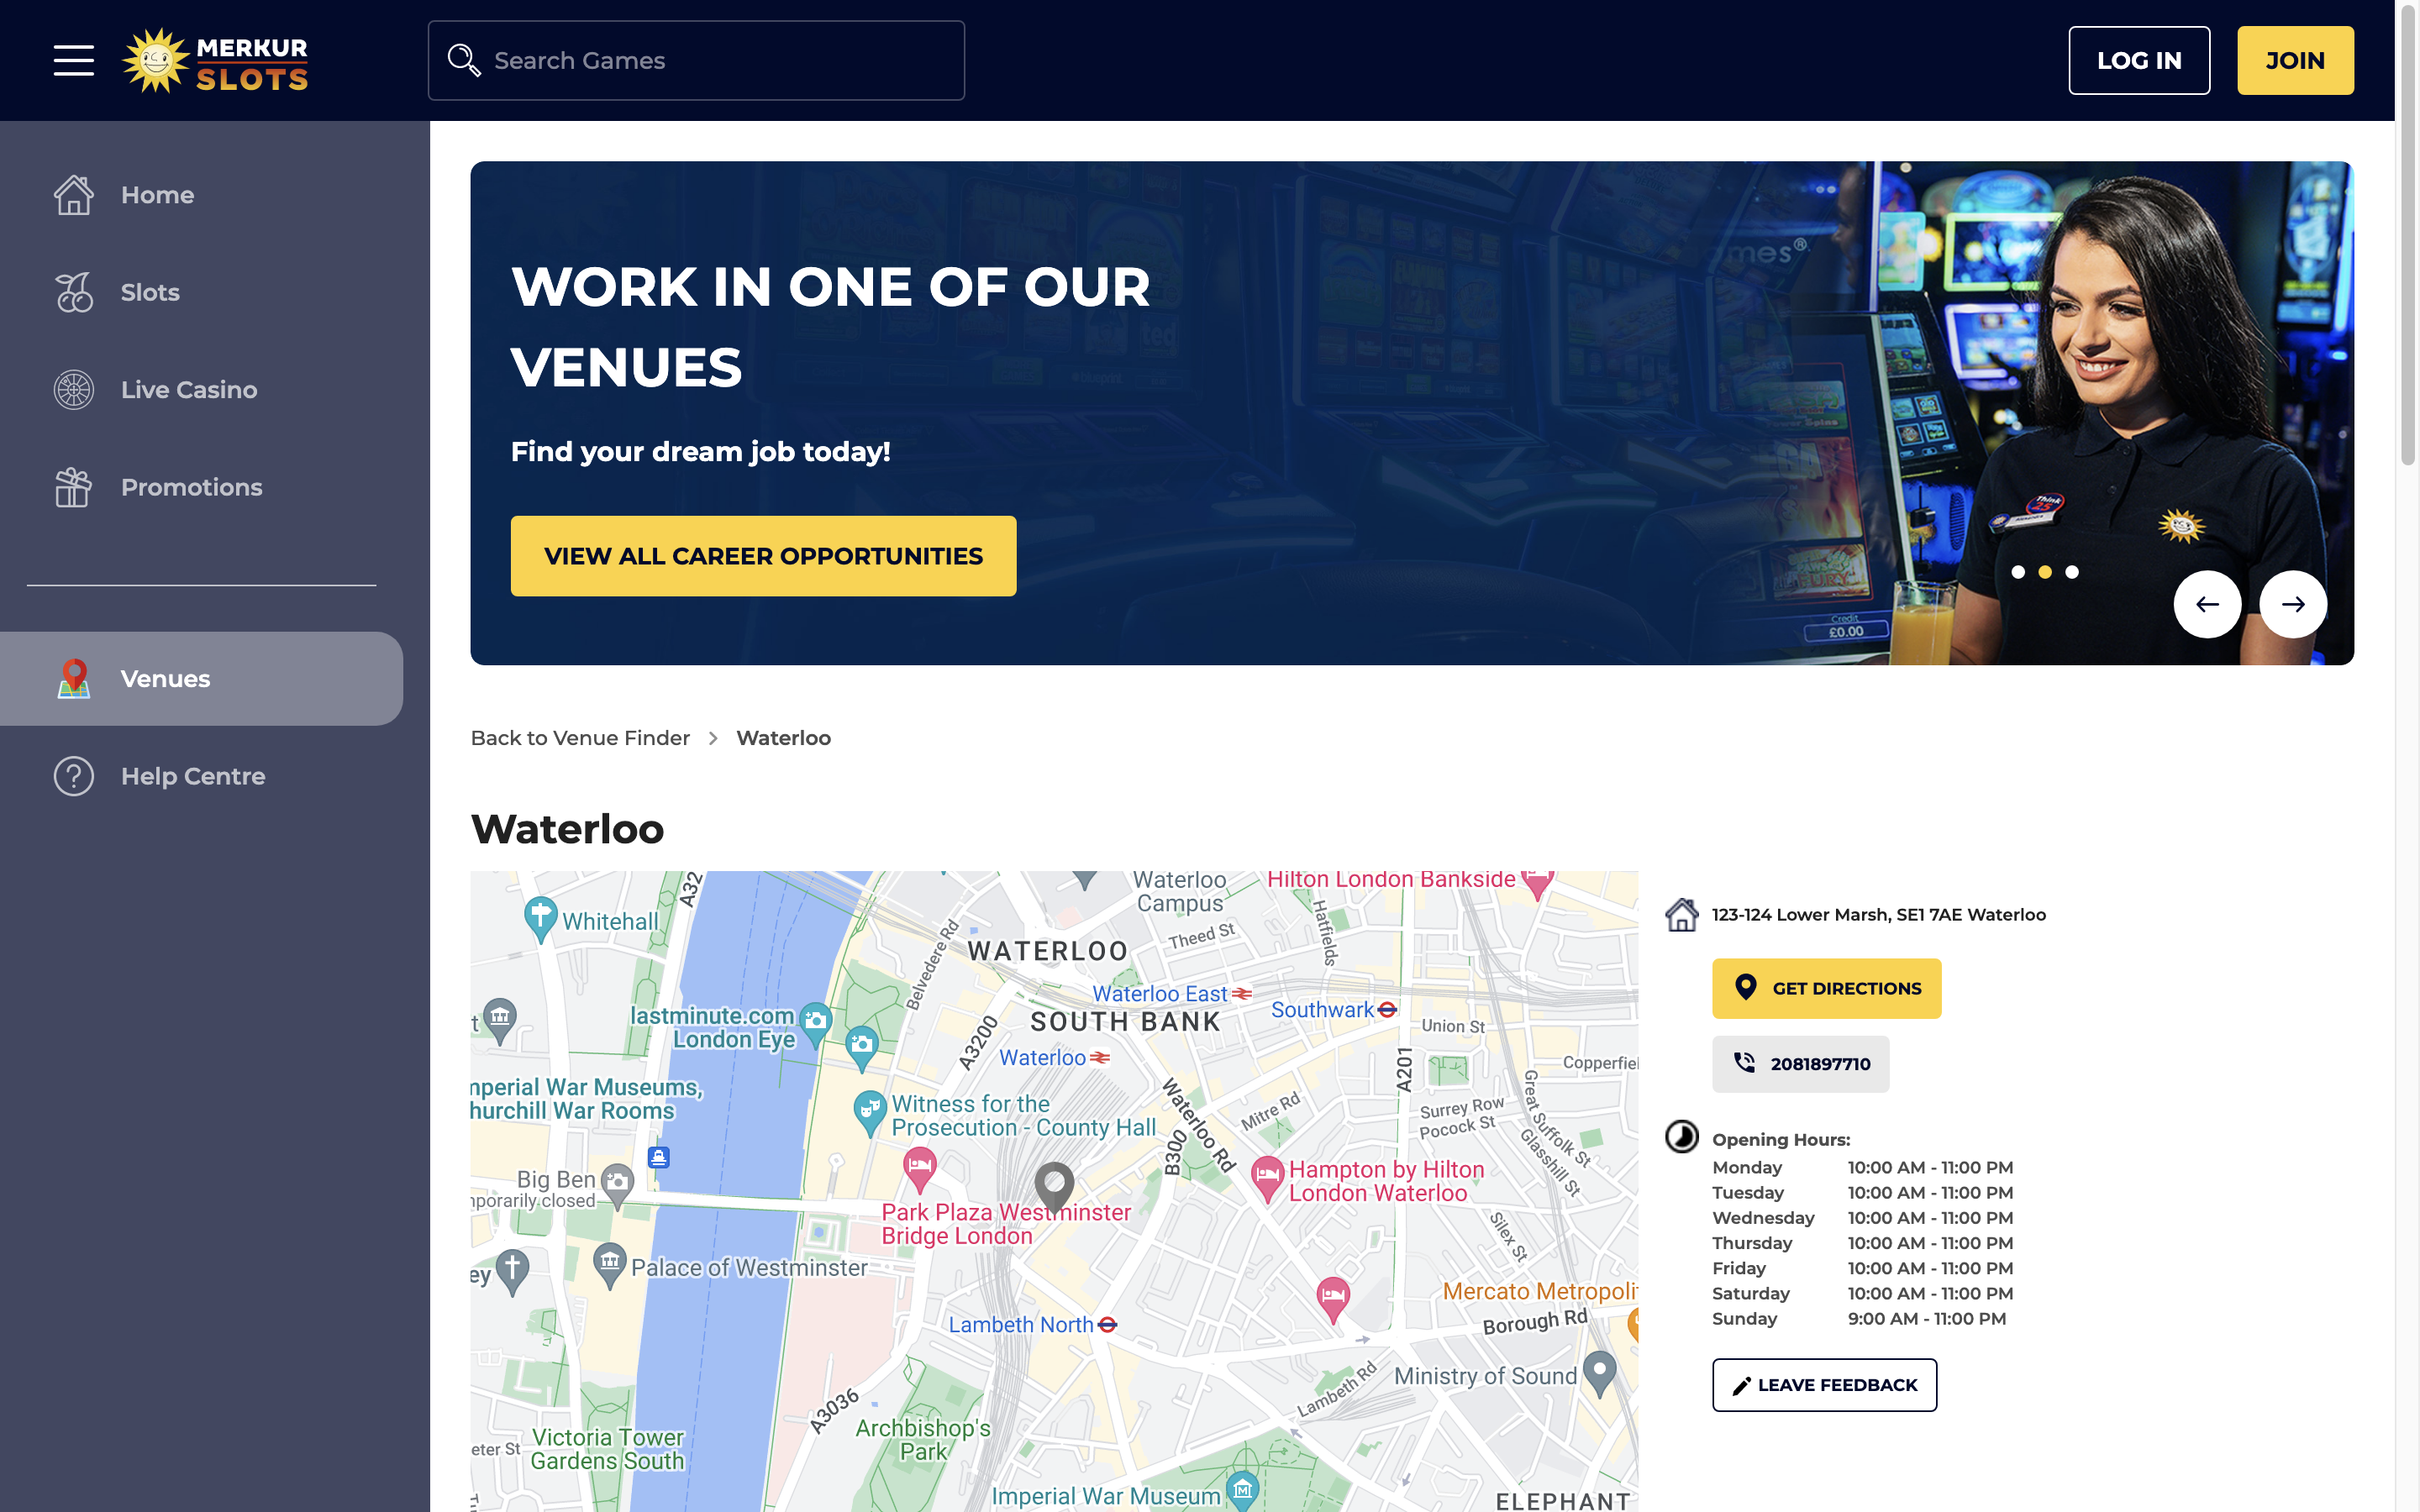 MERKUR
SLOTS
Search Games
LOG IN
JOIN
Home
Slots
Live Casino
Promotions
Venues
Help Centre
WORK IN ONE OF OUR
VENUES
Find your dream job today!
VIEW ALL CAREER OPPORTUNITIES
omes®
Think
25
Credit
£0.00
Back to Venue Finder
Waterloo
Waterloo
A32
Whitehall
Waterloo
Campus
Hilton London Bankside
Belvedere Rd
WATERLOO
Theed St
Hatfields
Waterloo East
Southwark
SOUTH BANK
Union St
lastminute.com
London Eye
t
A3200
Waterloo
A201
Copperfiel
mperial War Museums,
hurchill War Rooms
Witness for the
Prosecution - County Hall
Waterloo Rd
B300
Mitre Rd
Surrey Row
Pocock St
Great Suffolk St
Glasshill St
Big Ben
mporarily closed
Park Plaza Westminster
Bridge London
Hampton by Hilton
London Waterloo
Silex St
ey
Palace of Westminster
Mercato Metropolit
Borough Rd
Lambeth North
Ministry of Sound
Lambeth Rd
A3036
Archbishop's
Park
eter St
Victoria Tower
Gardens South
Imperial War Museum
ELEPHANT
123-124 Lower Marsh, SE1 7AE Waterloo
GET DIRECTIONS
2081897710
Opening Hours:
Monday 10:00 AM - 11:00 PM
Tuesday 10:00 AM - 11:00 PM
Wednesday 10:00 AM - 11:00 PM
Thursday 10:00 AM - 11:00 PM
Friday 10:00 AM - 11:00 PM
Saturday 10:00 AM - 11:00 PM
Sunday 9:00 AM - 11:00 PM
LEAVE FEEDBACK